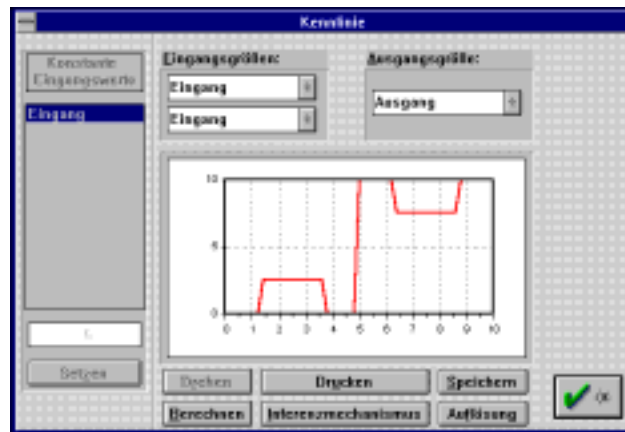 Kennlinie
Konstante
Eingangswerte
Eingang
Eingangsgrößen:
Eingang
Eingang
Ausgangsgröße:
Ausgang
10
5
0
0 1 2 3 4 5 6 7 8 9 10
Setzen
Drehen
Drucken
Speichern
Berechnen
Inferenzmechanismus
Auflösung
OK